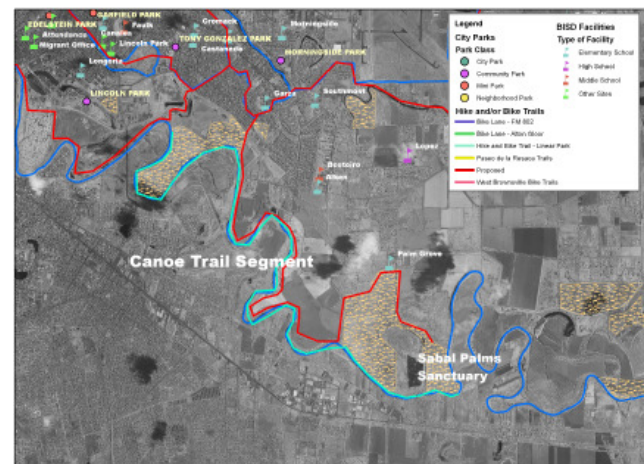 EDELSTEIN PARK
GARFIELD PARK
Faulk
Cromack
Morningside
Attendance
Canales
TONY GONZALEZ PARK
Migrant Office
Lincoln Park
Castaneda
MORNINGSIDE PARK
Longoria
LINCOLN PARK
Garza
Southmost
Lopez
Besteiro
Aiken
Canoe Trail Segment
Palm Grove
Sabal Palms
Sanctuary
Legend
City Parks
Park Class
City Park
Community Park
Mini Park
Neighborhood Park
Hike and/or Bike Trails
Bike Lane - FM 802
Bike Lane - Alton Gloor
Hike and Bike Trail - Linear Park
Paseo de la Resaca Trails
Proposed
West Brownsville Bike Trails
BISD Facilities
Type of Facility
Elementary School
High School
Middle School
Other Sites